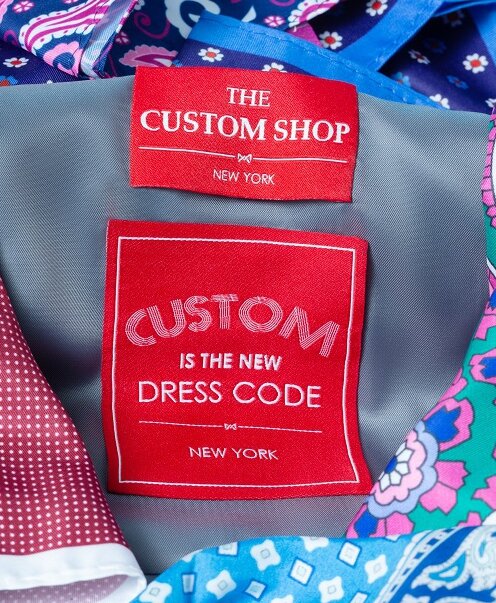 THE
CUSTOM SHOP
NEW YORK
CUSTOM
IS THE NEW
DRESS CODE
NEW YORK